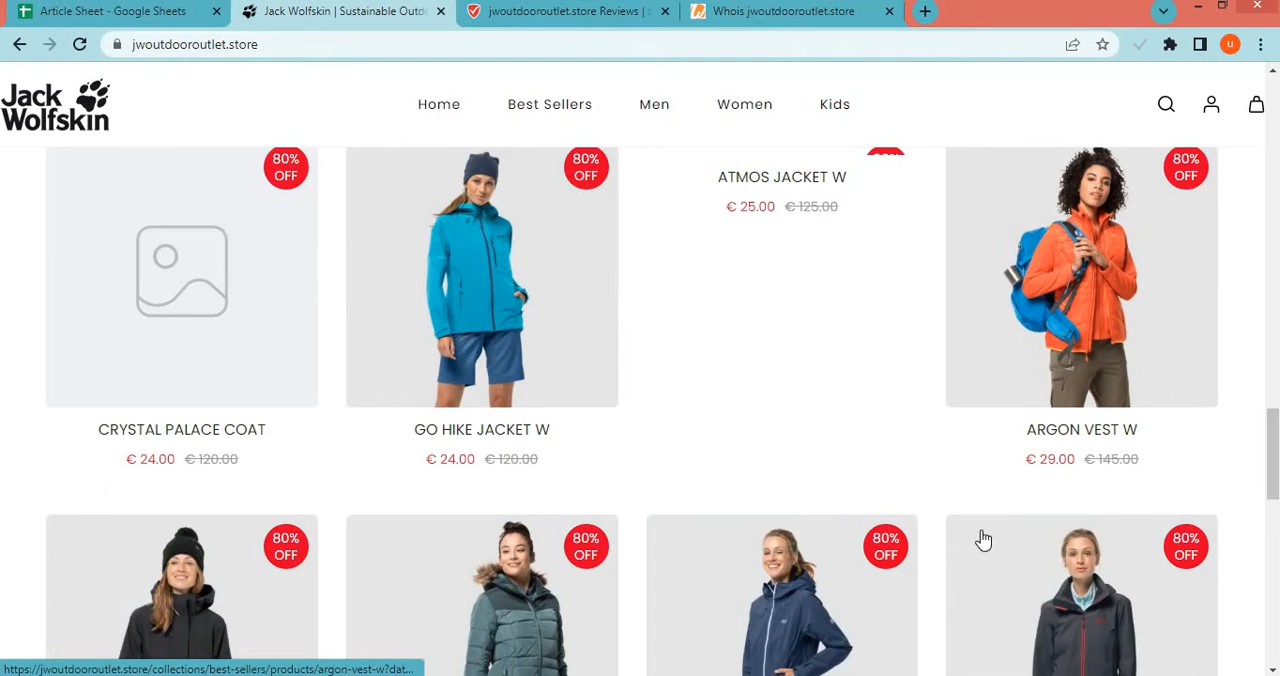 Article Sheet - Google Sheets
Jack Wolfskin | Sustainable Outd
jwoutdooroutlet.store Reviews |
Whois jwoutdooroutlet.store
jwoutdooroutlet.store
u
Jack
Wolfskin
Home
Best Sellers
Men
Women
Kids
80%
OFF
80%
OFF
80%
OFF
CRYSTAL PALACE COAT
€ 24.00 € 120.00
GO HIKE JACKET W
€ 24.00 € 120.00
ATMOS JACKET W
€ 25.00 € 125.00
ARGON VEST W
€ 29.00 € 145.00
80%
OFF
80%
OFF
80%
OFF
80%
OFF
https://jwoutdooroutlet.store/collections/best-sellers/products/argon-vest-w?dat...